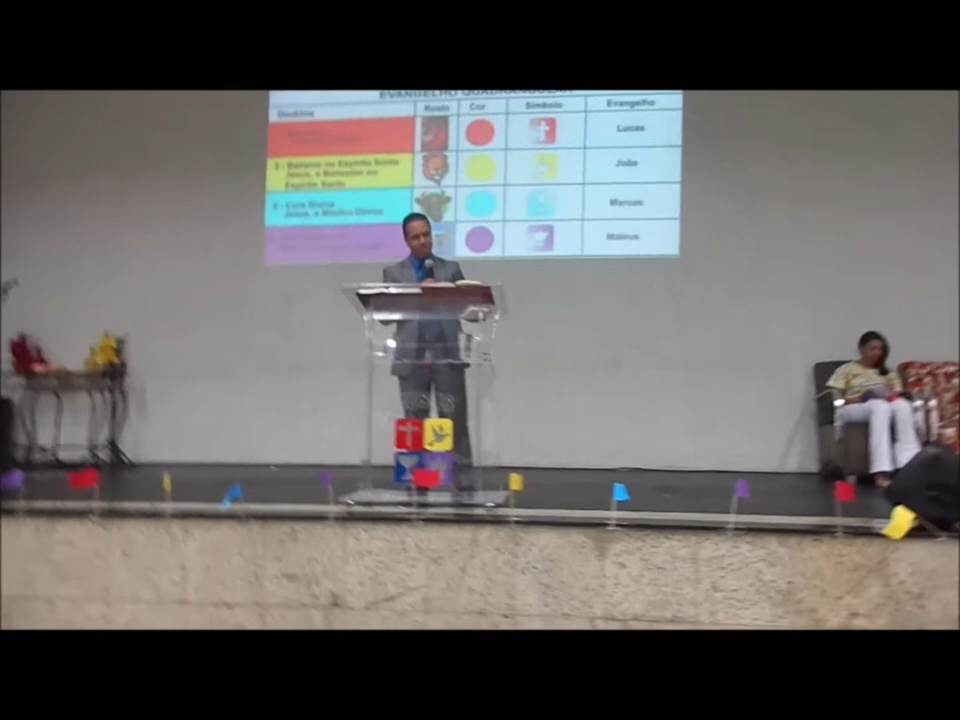 EVANGELHO QUADRANGULAR
Doutrina Rosto Cor Símbolo Evangelho
Lucas
2 - Batismo no Espírito Santo
Jesus, o Batizador no
Espírito Santo
João
3 - Cura Divina
Jesus, o Médico Divino
Marcos
Mateus